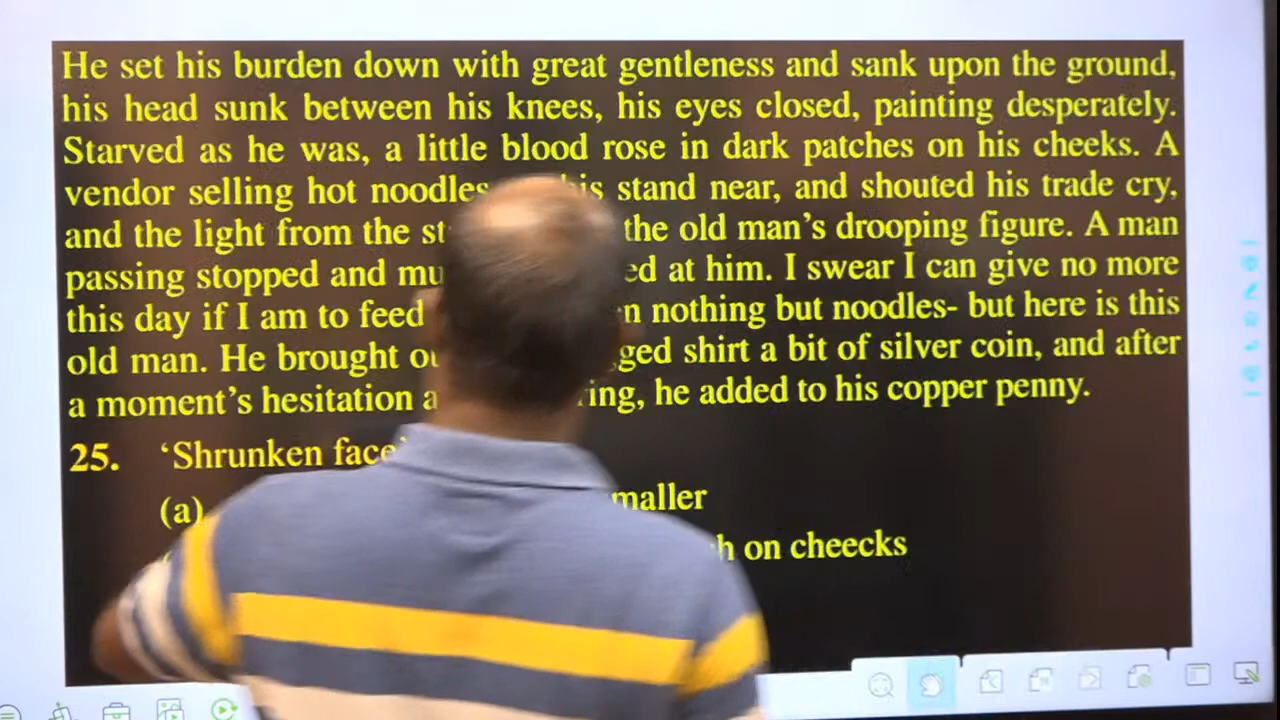 He set his burden down with great gentleness and sank upon the ground,
his head sunk between his knees, his eyes closed, painting desperately.
Starved as he was, a little blood rose in dark patches on his cheeks. A
vendor selling hot noodles stand near, and shouted his trade cry,
and the light from the the old man's drooping figure. A man
passing stopped and at him. I swear I can give no more
this day if I am to feed nothing but noodles- but here is this
old man. He brought shirt a bit of silver coin, and after
a moment's hesitation he added to his copper penny.
25. 'Shrunken face'
(a) smaller
on cheecks